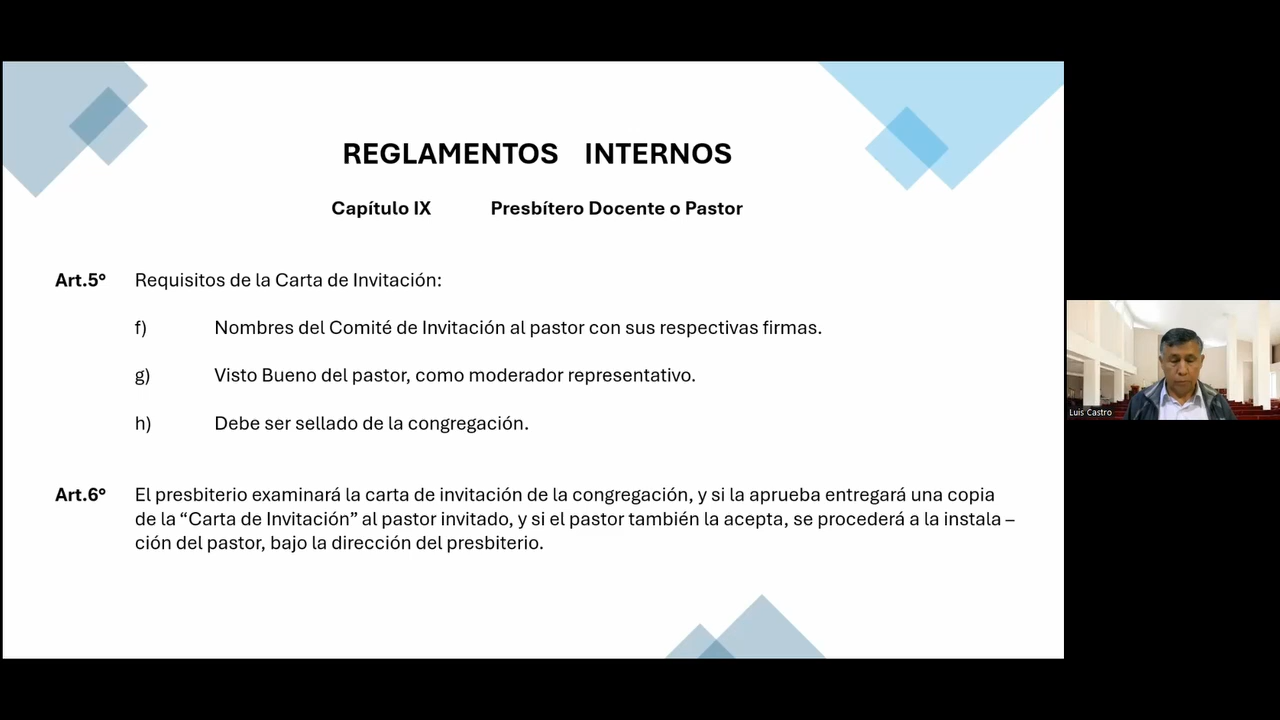 REGLAMENTOS INTERNOS
Capítulo IX Presbítero Docente o Pastor
Art.5° Requisitos de la Carta de Invitación:
f) Nombres del Comité de Invitación al pastor con sus respectivas firmas.
g) Visto Bueno del pastor, como moderador representativo.
h) Debe ser sellado de la congregación.
Art.6° El presbiterio examinará la carta de invitación de la congregación, y si la aprueba entregará una copia
de la “Carta de Invitación” al pastor invitado, y si el pastor también la acepta, se procederá a la instala –
ción del pastor, bajo la dirección del presbiterio.
Luis Castro